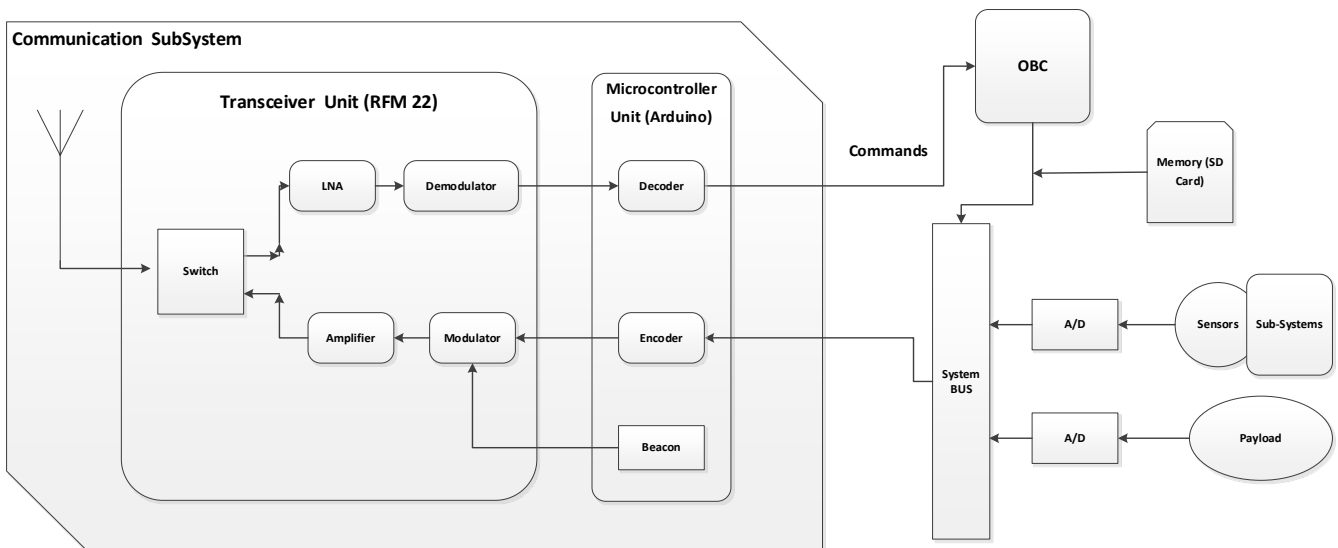 Communication SubSystem
Transceiver Unit (RFM 22)
Microcontroller
Unit (Arduino)
OBC
Commands
Memory (SD
Card)
LNA
Demodulator
Decoder
Switch
Amplifier
Modulator
Encoder
System
BUS
A/D
Sensors
Sub-Systems
Beacon
A/D
Payload